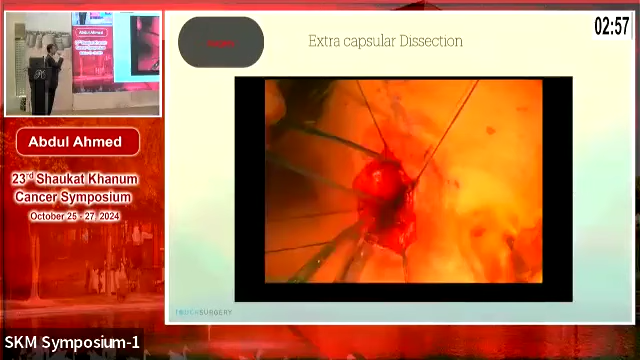 Abdul Ahmed
23rd Shaukat Khanum
Cancer Symposium
October 25 - 27, 2024
Extra capsular Dissection
02:57
SKM Symposium-1